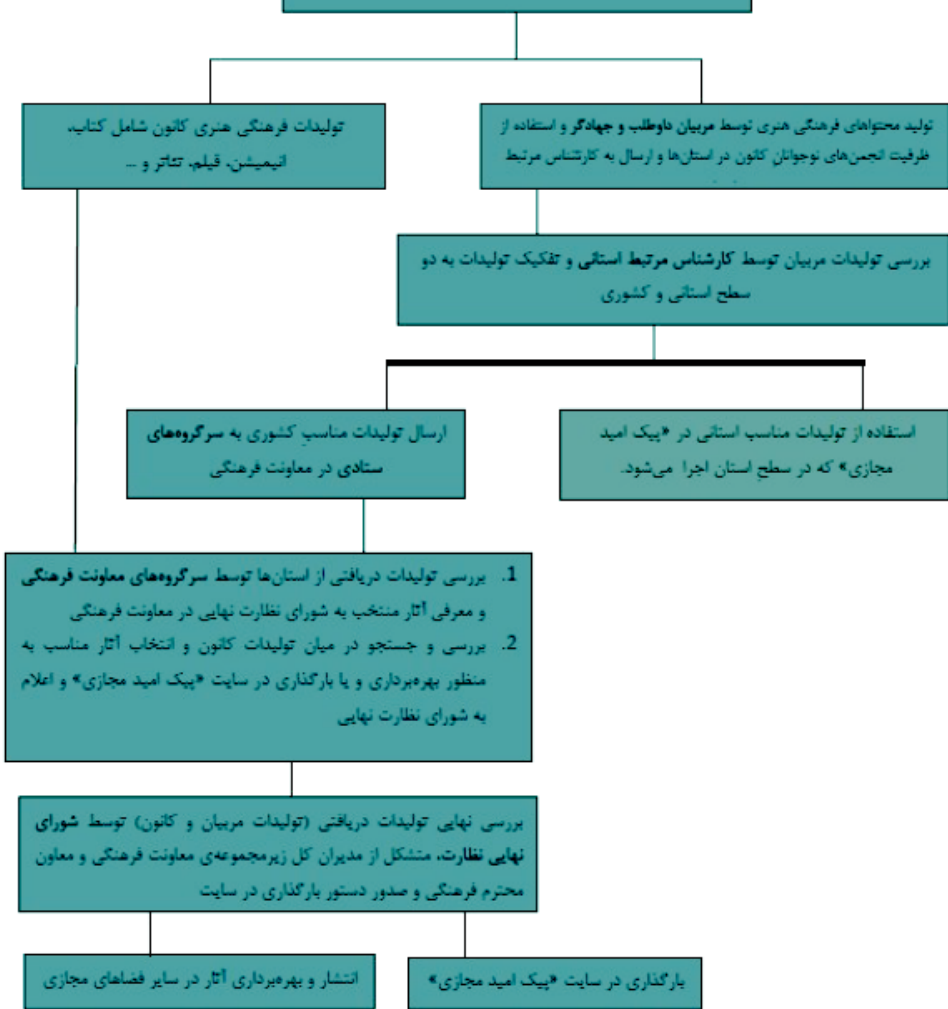 تولید محتواهای فرهنگی هنری توسط مربیان داوطلب و جهادگر و استفاده از
ظرفیت انجمن‌های نوجوانان کانون در استان‌ها و ارسال به کارشناس مرتبط
تولیدات فرهنگی هنری کانون شامل کتاب،
انیمیشن، فیلم، تئاتر و ...
بررسی تولیدات مربیان توسط کارشناس مرتبط استانی و تفکیک تولیدات به دو
سطح استانی و کشوری
استفاده از تولیدات مناسب استانی در «پیک امید
مجازی» که در سطح استان اجرا می‌شود.
ارسال تولیدات مناسبِ کشوری به سرگروه‌های
ستادی در معاونت فرهنگی
1. بررسی تولیدات دریافتی از استان‌ها توسط سرگروه‌های معاونت فرهنگی
و معرفی آثار منتخب به شورای نظارت نهایی در معاونت فرهنگی
2. بررسی و جستجو در میان تولیدات کانون و انتخاب آثار مناسب به
منظور بهره‌برداری و یا بارگذاری در سایت «پیک امید مجازی» و اعلام
به شورای نظارت نهایی
بررسی نهایی تولیدات دریافتی (تولیدات مربیان و کانون) توسط شورای
نهایی نظارت، متشکل از مدیران کل زیرمجموعه‌ی معاونت فرهنگی و معاون
محترم فرهنگی و صدور دستور بارگذاری در سایت
بارگذاری در سایت «پیک امید مجازی»
انتشار و بهره‌برداری آثار در سایر فضاهای مجازی